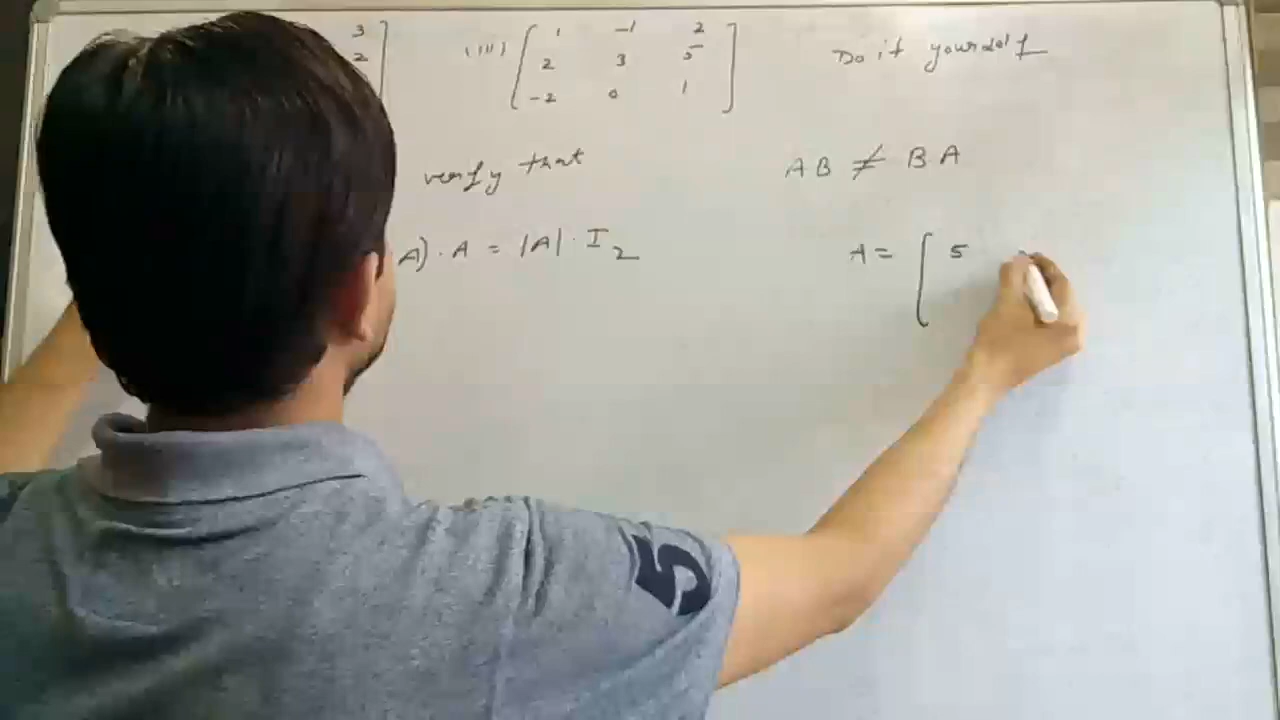 3
2
(III) [ 1 -1 2
2 3 5
-2 0 1 ]
Do it yourself
verify that
AB ≠ BA
A) · A = |A| · I₂
A = [ 5
5